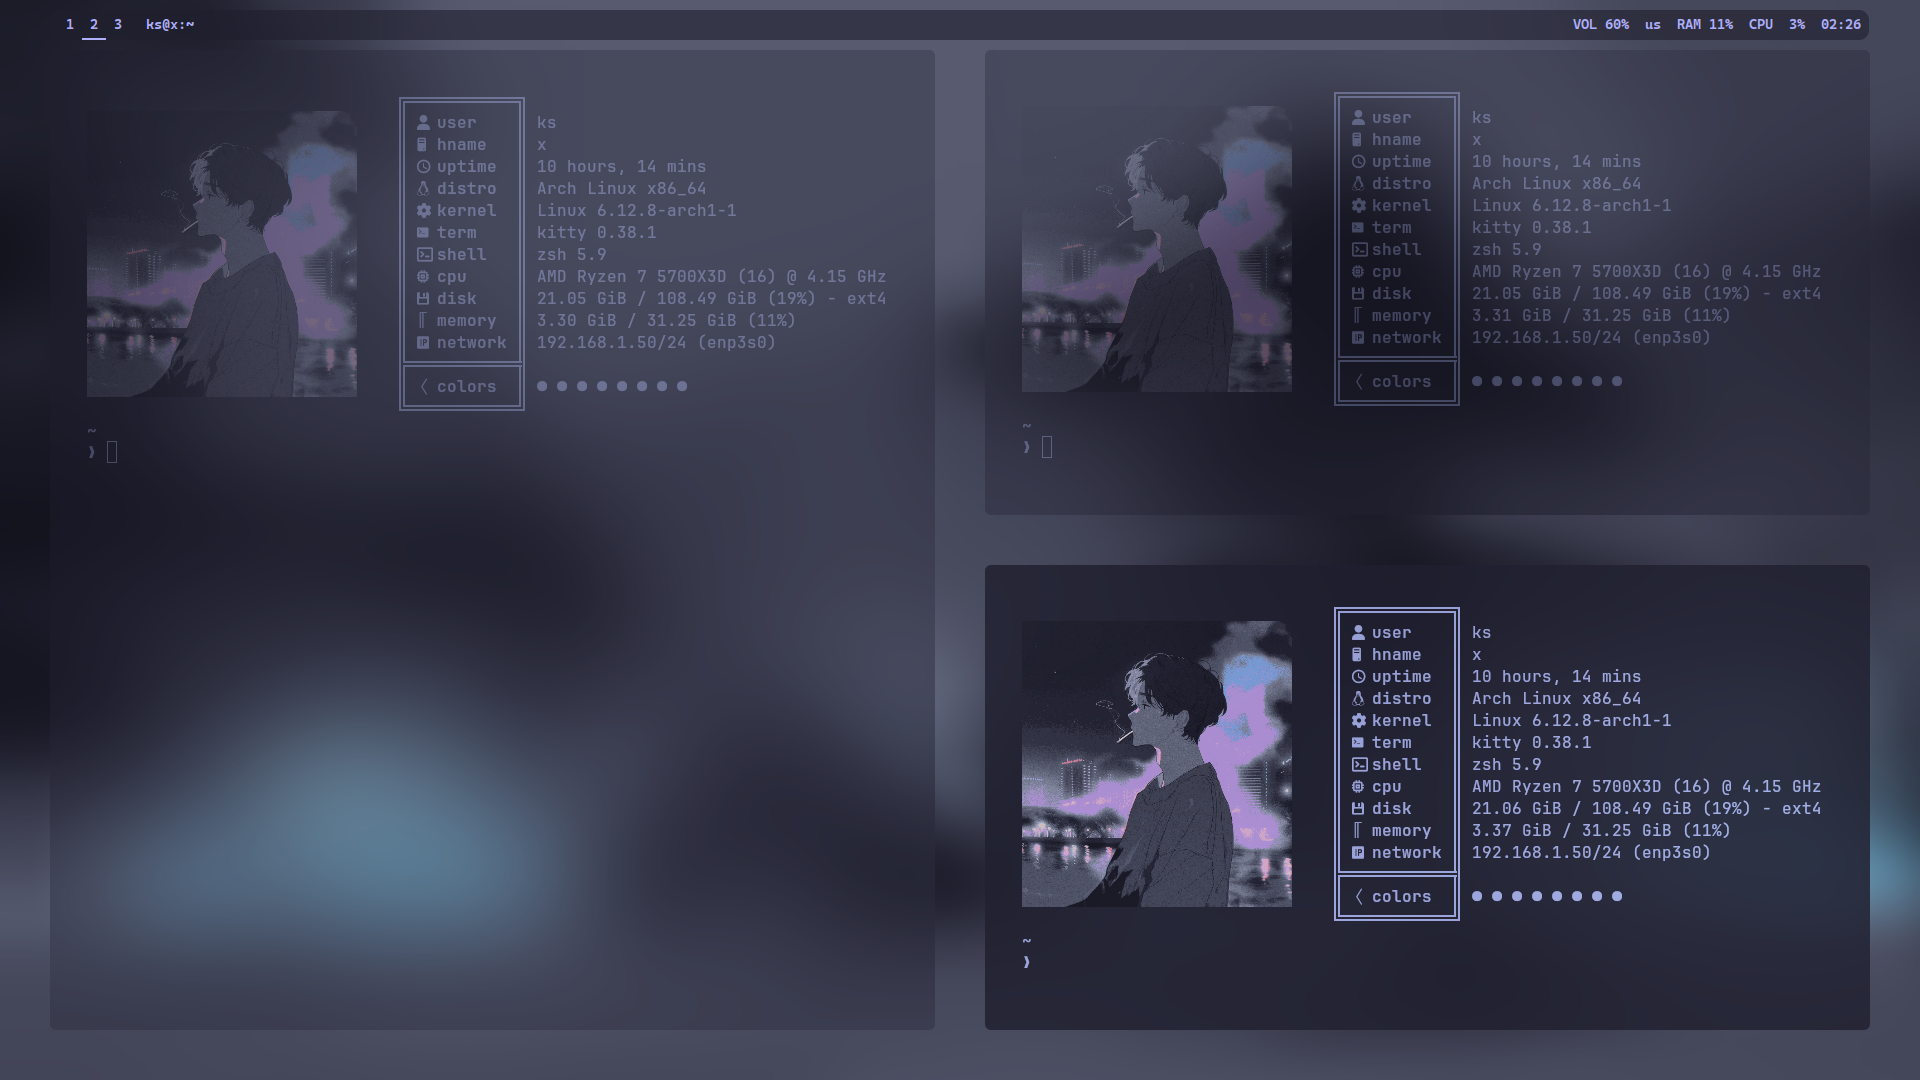 1 2 3 ks@x:~ VOL 60% us RAM 11% CPU 3% 02:26
user ks
hname x
uptime 10 hours, 14 mins
distro Arch Linux x86_64
kernel Linux 6.12.8-arch1-1
term kitty 0.38.1
shell zsh 5.9
cpu AMD Ryzen 7 5700X3D (16) @ 4.15 GHz
disk 21.05 GiB / 108.49 GiB (19%) - ext4
memory 3.30 GiB / 31.25 GiB (11%)
network 192.168.1.50/24 (enp3s0)
colors
~
❯
user ks
hname x
uptime 10 hours, 14 mins
distro Arch Linux x86_64
kernel Linux 6.12.8-arch1-1
term kitty 0.38.1
shell zsh 5.9
cpu AMD Ryzen 7 5700X3D (16) @ 4.15 GHz
disk 21.05 GiB / 108.49 GiB (19%) - ext4
memory 3.31 GiB / 31.25 GiB (11%)
network 192.168.1.50/24 (enp3s0)
colors
~
❯
user ks
hname x
uptime 10 hours, 14 mins
distro Arch Linux x86_64
kernel Linux 6.12.8-arch1-1
term kitty 0.38.1
shell zsh 5.9
cpu AMD Ryzen 7 5700X3D (16) @ 4.15 GHz
disk 21.06 GiB / 108.49 GiB (19%) - ext4
memory 3.37 GiB / 31.25 GiB (11%)
network 192.168.1.50/24 (enp3s0)
colors
~
❯